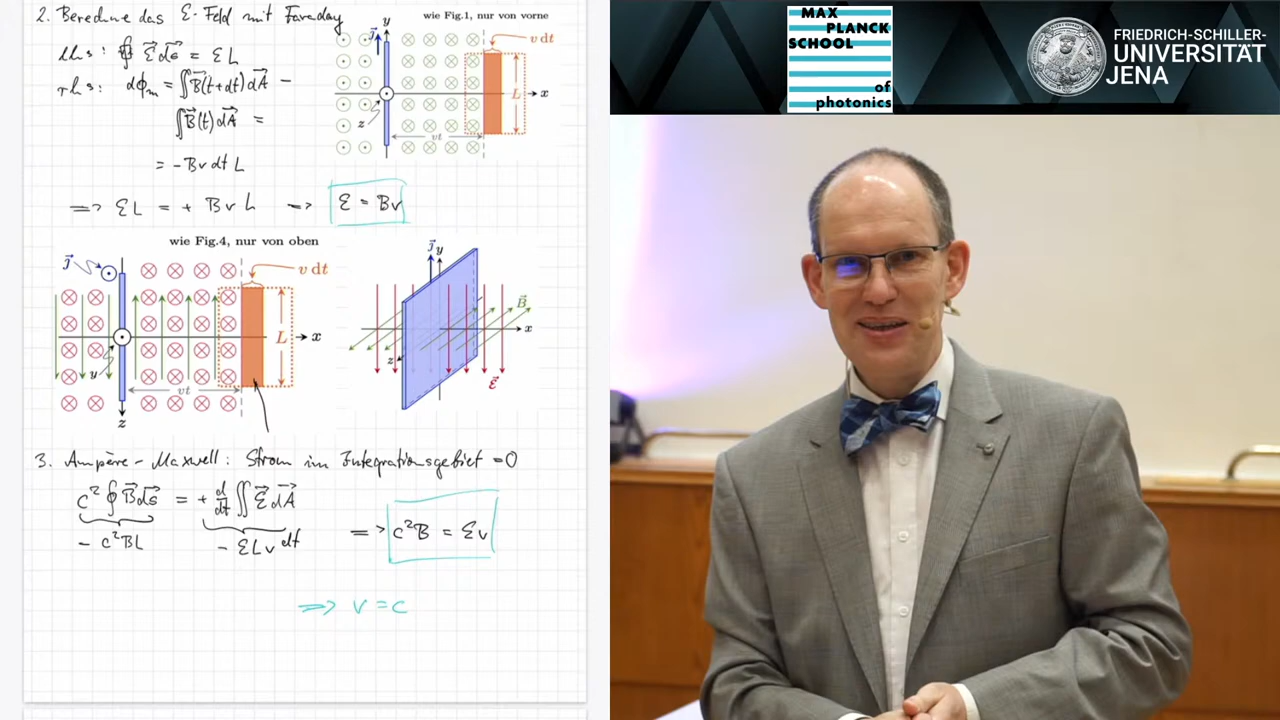 2. Berechne das E-Feld mit Faraday
lhs: ∮ E⃗ ds⃗ = E L
rhs: dϕm = ∬B⃗(t+dt)dA⃗ −
∬B⃗(t)dA⃗ =
= -Bv dt L
⟹ EL = + Bv L ⟹ E = Bv
wie Fig.1, nur von vorne
j⃗
y
v dt
L
x
z
vt
wie Fig.4, nur von oben
j⃗
v dt
L
x
y
vt
z
j⃗
y
B⃗
x
z
E⃗
3. Ampère-Maxwell: Strom im Integrationsgebiet = 0
c² ∮ B⃗ ds⃗ = + d/dt ∬ E⃗ dA⃗
- c²BL
- ELv dt
⟹ c²B = Ev
⟹ v = c
MAX
PLANCK
SCHOOL
of
photonics
FRIEDRICH-SCHILLER-
UNIVERSITÄT
JENA